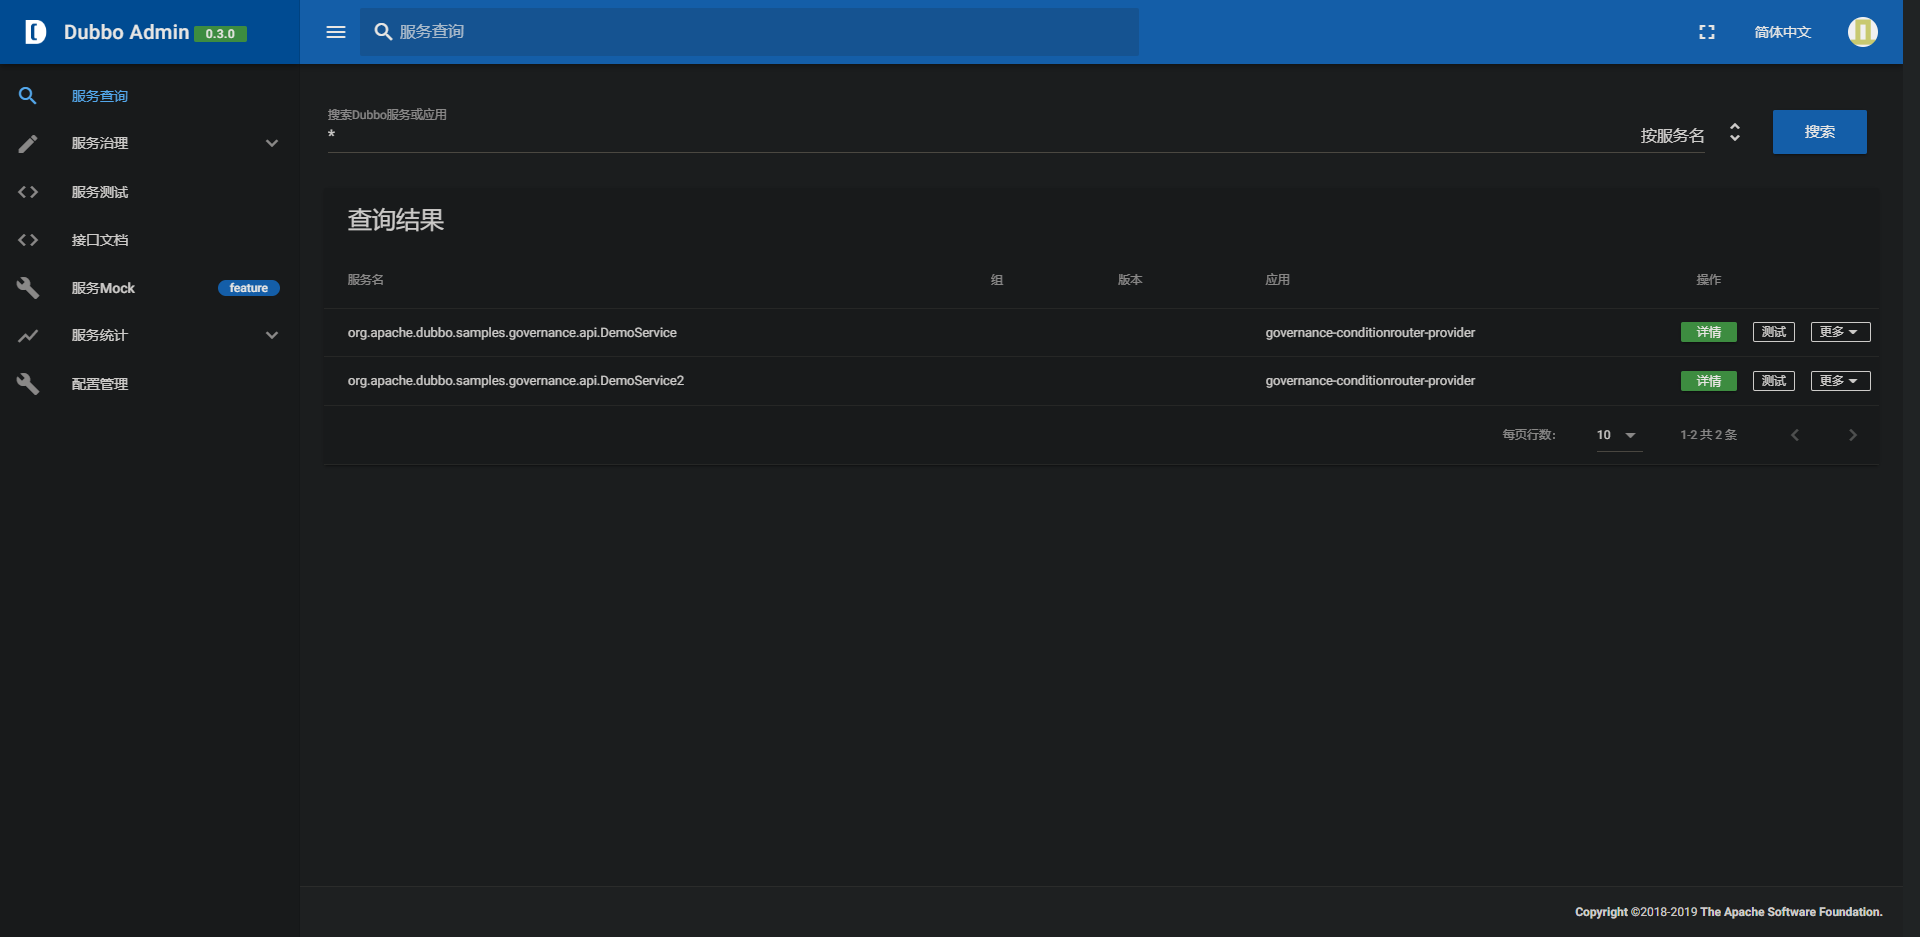 Dubbo Admin 0.3.0
服务查询
简体中文
服务查询
服务治理
服务测试
接口文档
服务Mock feature
服务统计
配置管理
搜索Dubbo服务或应用
* 按服务名 搜索
查询结果
服务名 组 版本 应用 操作
org.apache.dubbo.samples.governance.api.DemoService governance-conditionrouter-provider 详情 测试 更多
org.apache.dubbo.samples.governance.api.DemoService2 governance-conditionrouter-provider 详情 测试 更多
每页行数: 10 1-2 共 2 条
Copyright ©2018-2019 The Apache Software Foundation.